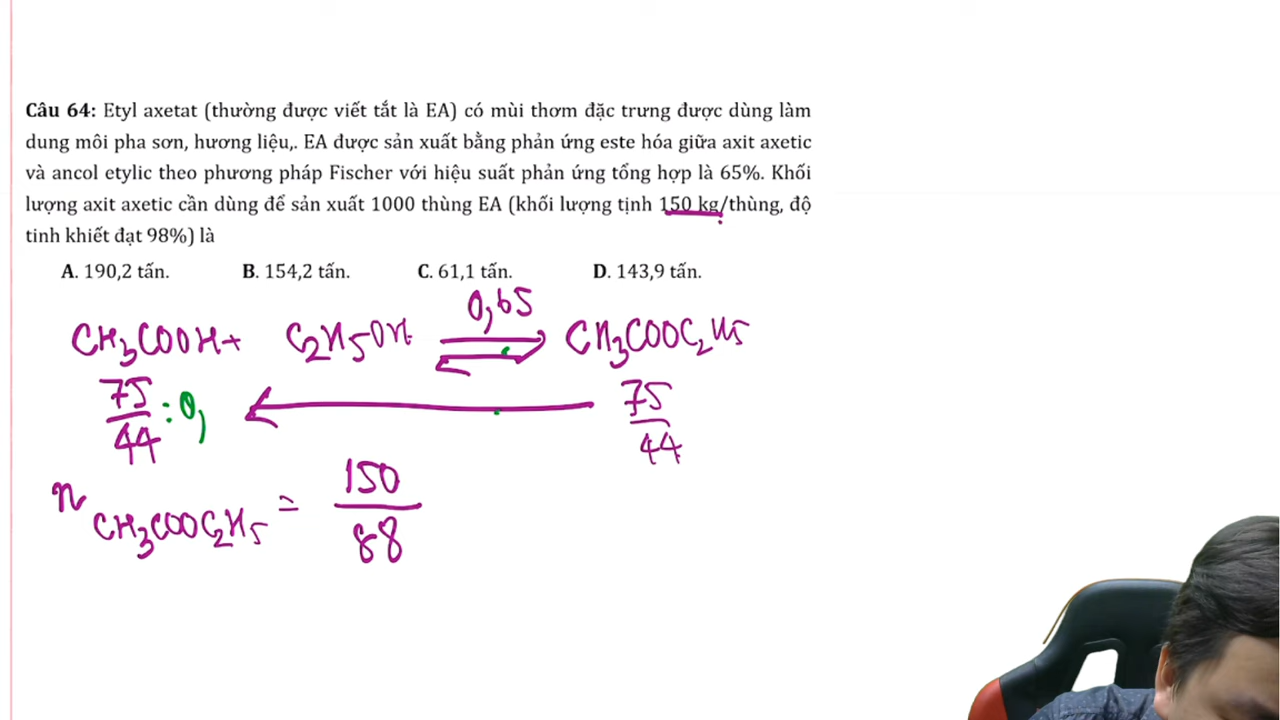 Câu 64: Etyl axetat (thường được viết tắt là EA) có mùi thơm đặc trưng được dùng làm
dung môi pha sơn, hương liệu,. EA được sản xuất bằng phản ứng este hóa giữa axit axetic
và ancol etylic theo phương pháp Fischer với hiệu suất phản ứng tổng hợp là 65%. Khối
lượng axit axetic cần dùng để sản xuất 1000 thùng EA (khối lượng tịnh 150 kg/thùng, độ
tinh khiết đạt 98%) là
A. 190,2 tấn. B. 154,2 tấn. C. 61,1 tấn. D. 143,9 tấn.
0,65
CH3COOH + C2H5OH ⇌ CH3COOC2H5
75/44 : 0, ← 75/44
n CH3COOC2H5 = 150/88